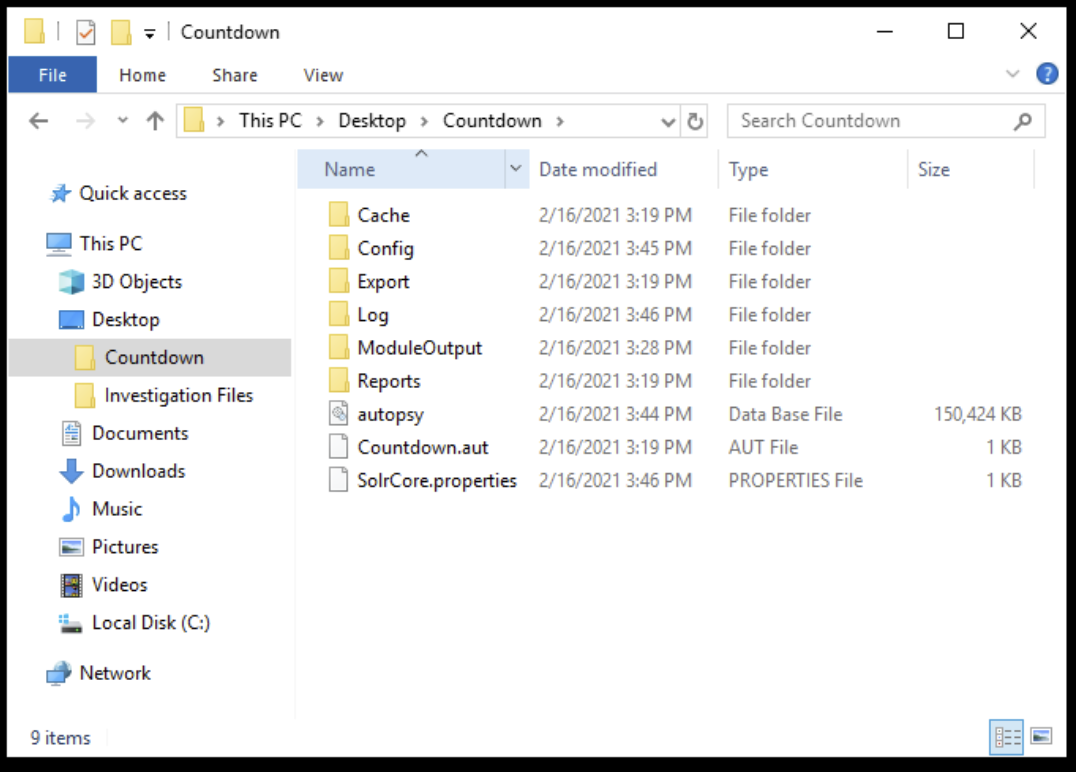 Countdown
File Home Share View
This PC Desktop Countdown Search Countdown
Name Date modified Type Size
Quick access
This PC
3D Objects
Desktop
Countdown
Investigation Files
Documents
Downloads
Music
Pictures
Videos
Local Disk (C:)
Network
Cache 2/16/2021 3:19 PM File folder
Config 2/16/2021 3:45 PM File folder
Export 2/16/2021 3:19 PM File folder
Log 2/16/2021 3:46 PM File folder
ModuleOutput 2/16/2021 3:28 PM File folder
Reports 2/16/2021 3:19 PM File folder
autopsy 2/16/2021 3:44 PM Data Base File 150,424 KB
Countdown.aut 2/16/2021 3:19 PM AUT File 1 KB
SolrCore.properties 2/16/2021 3:46 PM PROPERTIES File 1 KB
9 items